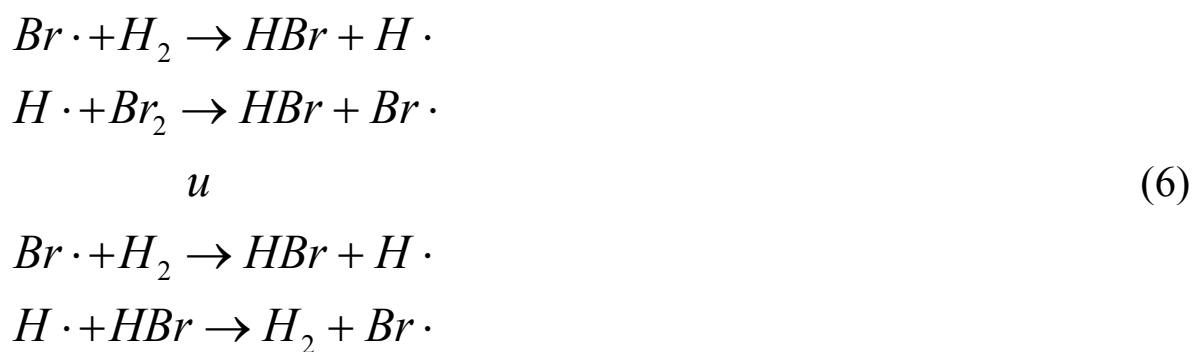 Br · +H₂ → HBr + H ·
H · +Br₂ → HBr + Br ·
и
(6)
Br · +H₂ → HBr + H ·
H · +HBr → H₂ + Br ·